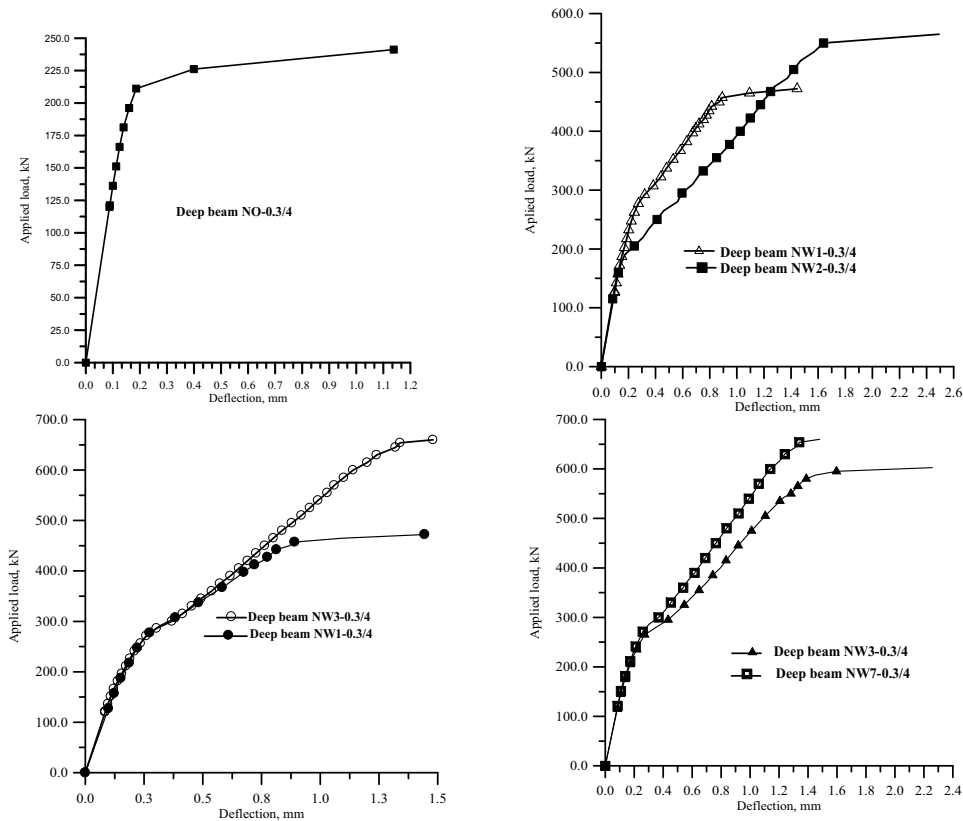 250.0
225.0
200.0
175.0
150.0
125.0
100.0
75.0
50.0
25.0
0.0
Applied load, kN
Deep beam NO-0.3/4
0.0 0.1 0.2 0.3 0.4 0.5 0.6 0.7 0.8 0.9 1.0 1.1 1.2
Deflection, mm
600.0
500.0
400.0
300.0
200.0
100.0
0.0
Aplied load, kN
Deep beam NW1-0.3/4
Deep beam NW2-0.3/4
0.0 0.2 0.4 0.6 0.8 1.0 1.2 1.4 1.6 1.8 2.0 2.2 2.4 2.6
Deflection, mm
700.0
600.0
500.0
400.0
300.0
200.0
100.0
0.0
Applied load, kN
Deep beam NW3-0.3/4
Deep beam NW1-0.3/4
0.0 0.3 0.5 0.8 1.0 1.3 1.5
Deflection, mm
700.0
600.0
500.0
400.0
300.0
200.0
100.0
0.0
Applied load, kN
Deep beam NW3-0.3/4
Deep beam NW7-0.3/4
0.0 0.2 0.4 0.6 0.8 1.0 1.2 1.4 1.6 1.8 2.0 2.2 2.4
Deflection, mm